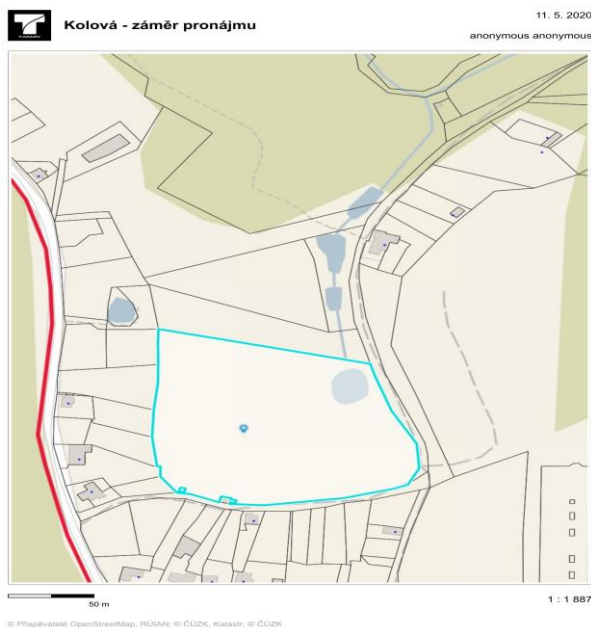 Kolová - záměr pronájmu
11. 5. 2020
anonymous anonymous
50 m
1 : 1 887
© Přispěvatelé OpenStreetMap, RÚIAN: © ČÚZK, Katastr: © ČÚZK